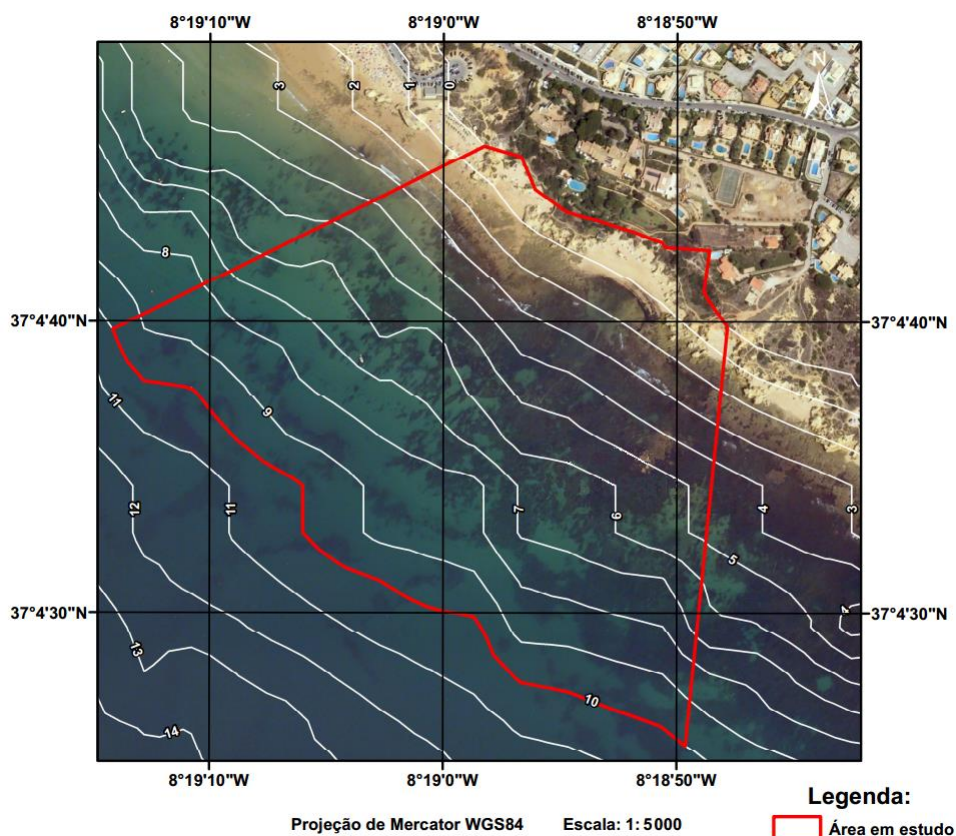 8°19'10"W 8°19'0"W 8°18'50"W
N
3 2 1 0
8
37°4'40"N 37°4'40"N
11 9
12 11 7 6 4 3
5
37°4'30"N 4 37°4'30"N
13
10
14
8°19'10"W 8°19'0"W 8°18'50"W
Legenda:
Projeção de Mercator WGS84 Escala: 1: 5000 Área em estudo